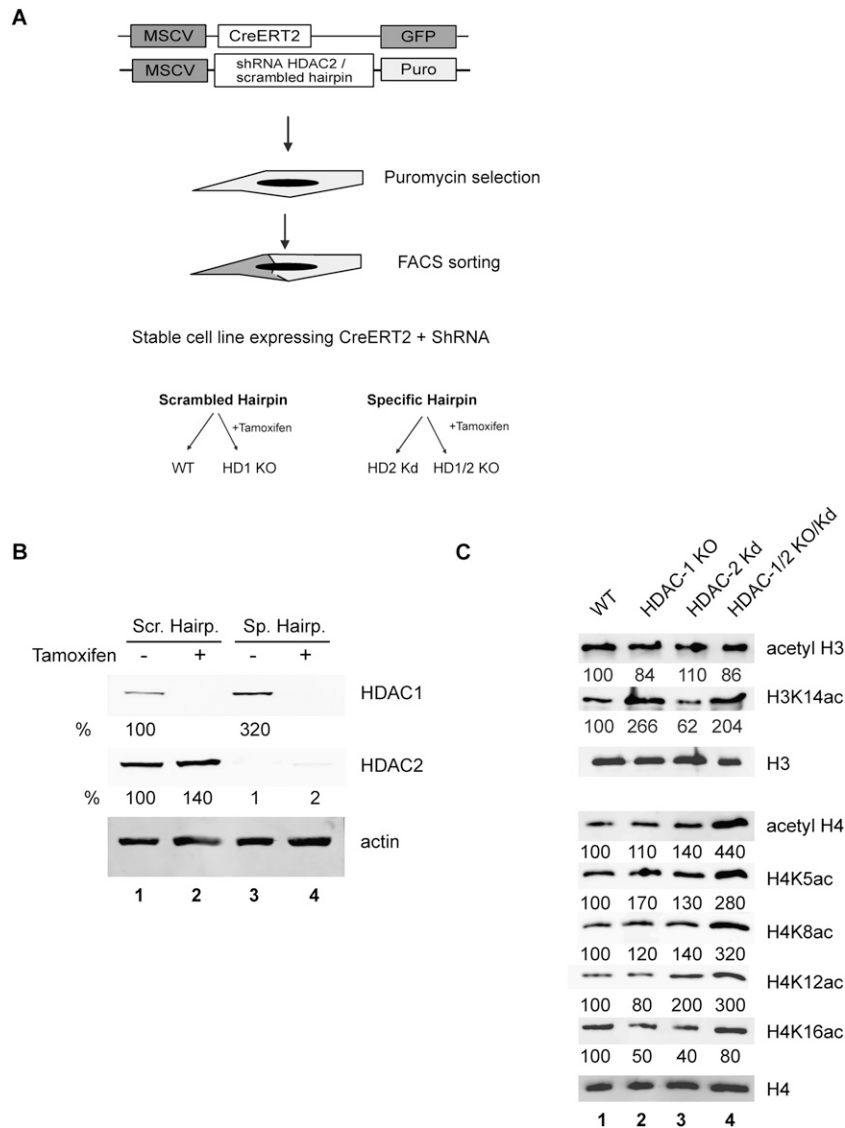 A
MSCV CreERT2 GFP
MSCV shRNA HDAC2 / scrambled hairpin Puro
Puromycin selection
FACS sorting
Stable cell line expressing CreERT2 + ShRNA
Scrambled Hairpin Specific Hairpin
+Tamoxifen +Tamoxifen
WT HD1 KO HD2 Kd HD1/2 KO
B
Scr. Hairp. Sp. Hairp.
Tamoxifen - + - +
HDAC1
% 100 320
HDAC2
% 100 140 1 2
actin
1 2 3 4
C
WT HDAC-1 KO HDAC-2 Kd HDAC-1/2 KO/Kd
acetyl H3
100 84 110 86
H3K14ac
100 266 62 204
H3
acetyl H4
100 110 140 440
H4K5ac
100 170 130 280
H4K8ac
100 120 140 320
H4K12ac
100 80 200 300
H4K16ac
100 50 40 80
H4
1 2 3 4